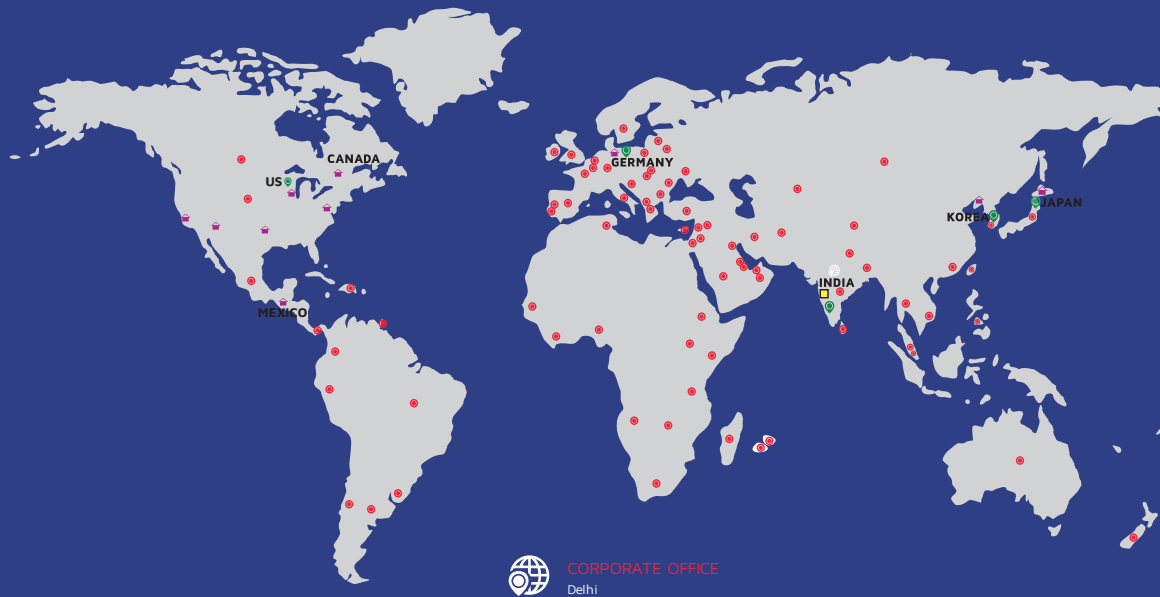 CANADA
US
GERMANY
KOREA
JAPAN
INDIA
MEXICO
CORPORATE OFFICE
Delhi